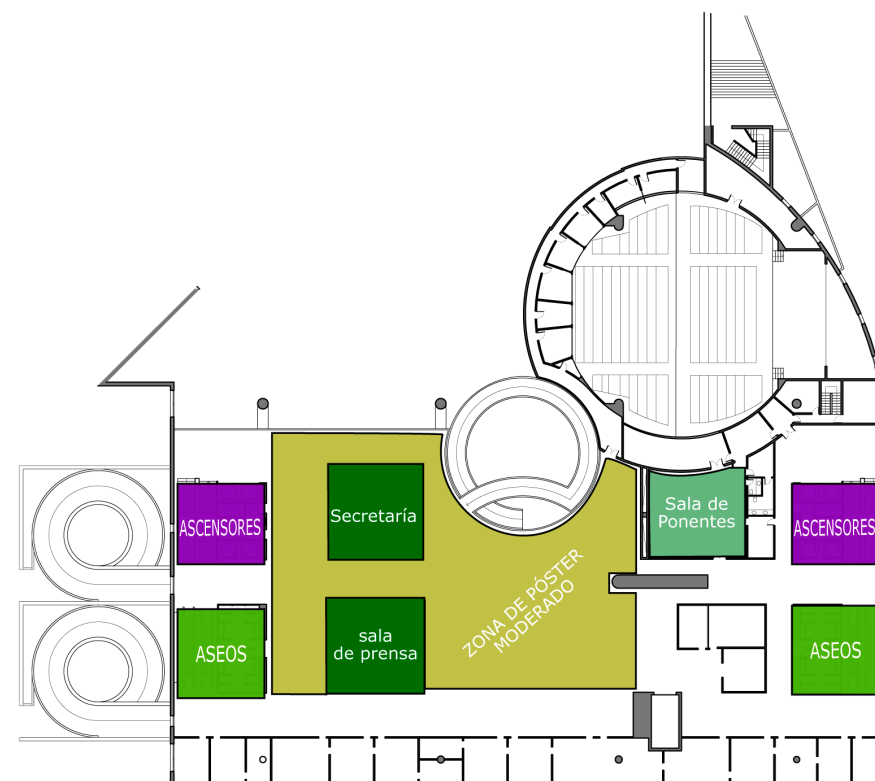 Secretaría
Sala de
Ponentes
ASCENSORES
ASCENSORES
ZONA DE PÓSTER
MODERADO
sala
de prensa
ASEOS
ASEOS